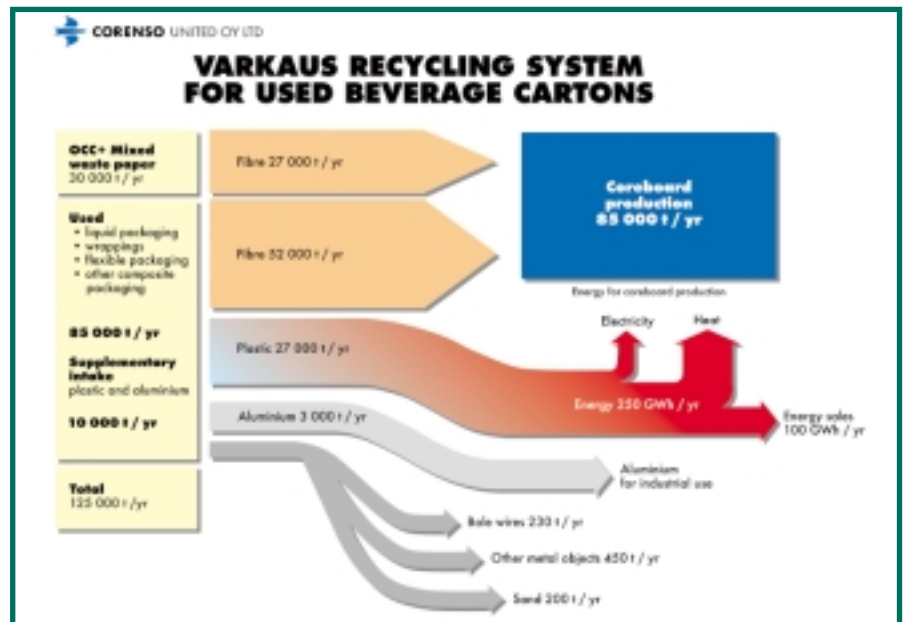 CORENSO UNITED OY LTD
VARKAUS RECYCLING SYSTEM
FOR USED BEVERAGE CARTONS
OCC+ Mixed
waste paper
30 000 t / yr
Fibre 27 000 t / yr
Coreboard
production
85 000 t / yr
Used
• liquid packaging
• wrappings
• flexible packaging
• other composite
packaging
Fibre 52 000 t / yr
Energy for coreboard production
Electricity
Heat
85 000 t / yr
Plastic 27 000 t / yr
Supplementary
intake
plastic and aluminium
Energy 250 GWh / yr
10 000 t / yr
Aluminium 3 000 t / yr
Energy sales
100 GWh / yr
Aluminium
for industrial use
Total
125 000 t /yr
Bale wires 230 t / yr
Other metal objects 450 t / yr
Sand 200 t / yr